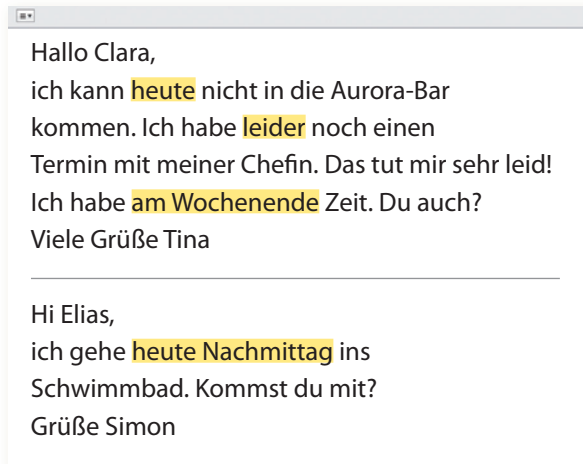 Hallo Clara,
ich kann heute nicht in die Aurora-Bar
kommen. Ich habe leider noch einen
Termin mit meiner Chefin. Das tut mir sehr leid!
Ich habe am Wochenende Zeit. Du auch?
Viele Grüße Tina
Hi Elias,
ich gehe heute Nachmittag ins
Schwimmbad. Kommst du mit?
Grüße Simon